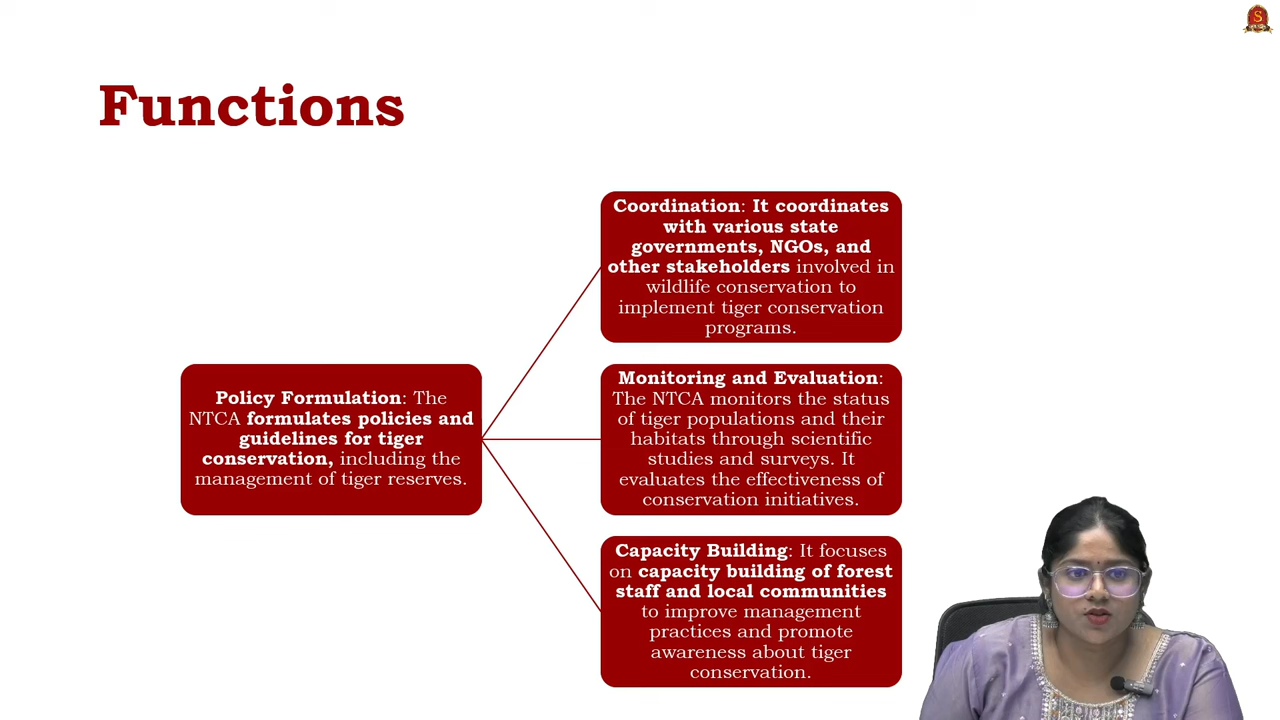 Functions
Policy Formulation: The
NTCA formulates policies and
guidelines for tiger
conservation, including the
management of tiger reserves.
Coordination: It coordinates
with various state
governments, NGOs, and
other stakeholders involved in
wildlife conservation to
implement tiger conservation
programs.
Monitoring and Evaluation:
The NTCA monitors the status
of tiger populations and their
habitats through scientific
studies and surveys. It
evaluates the effectiveness of
conservation initiatives.
Capacity Building: It focuses
on capacity building of forest
staff and local communities
to improve management
practices and promote
awareness about tiger
conservation.
S